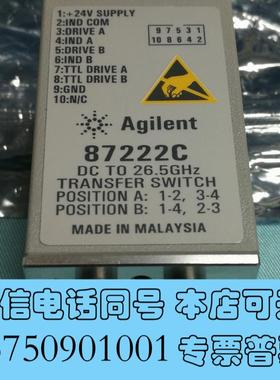 1:+24V SUPPLY
2:IND COM
3:DRIVE A
4:IND A
5:DRIVE B
6:IND B
7:TTL DRIVE A
8:TTL DRIVE B
9:GND
10:N/C
9 7 5 3 1
10 8 6 4 2
Agilent
87222C
DC TO 26.5GHz
TRANSFER SWITCH
POSITION A: 1-2, 3-4
POSITION B: 1-4, 2-3
MADE IN MALAYSIA
信电话同号 本店可
3750901001 专票普票